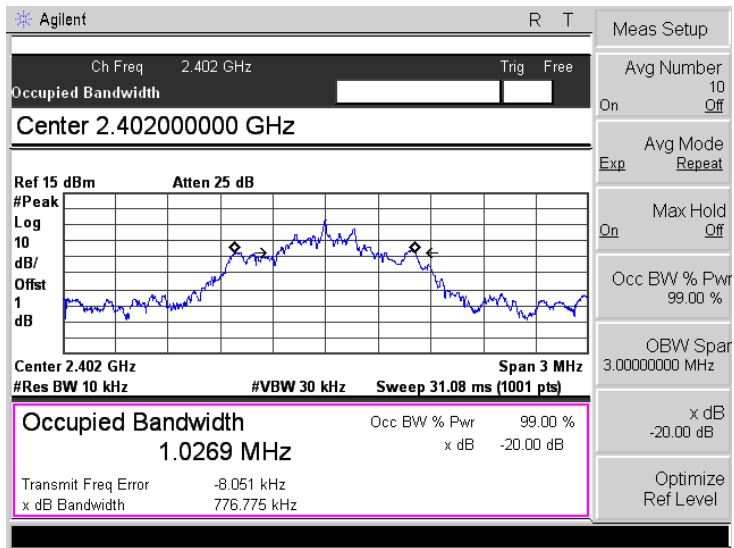 Agilent R T
Ch Freq 2.402 GHz Trig Free
Occupied Bandwidth
Center 2.402000000 GHz
Ref 15 dBm Atten 25 dB
#Peak
Log
10
dB/
Offst
1
dB
Center 2.402 GHz Span 3 MHz
#Res BW 10 kHz #VBW 30 kHz Sweep 31.08 ms (1001 pts)
Occupied Bandwidth
1.0269 MHz
Occ BW % Pwr 99.00 %
x dB -20.00 dB
Transmit Freq Error -8.051 kHz
x dB Bandwidth 776.775 kHz
Meas Setup
Avg Number
10
On Off
Avg Mode
Exp Repeat
Max Hold
On Off
Occ BW % Pwr
99.00 %
OBW Span
3.00000000 MHz
x dB
-20.00 dB
Optimize
Ref Level